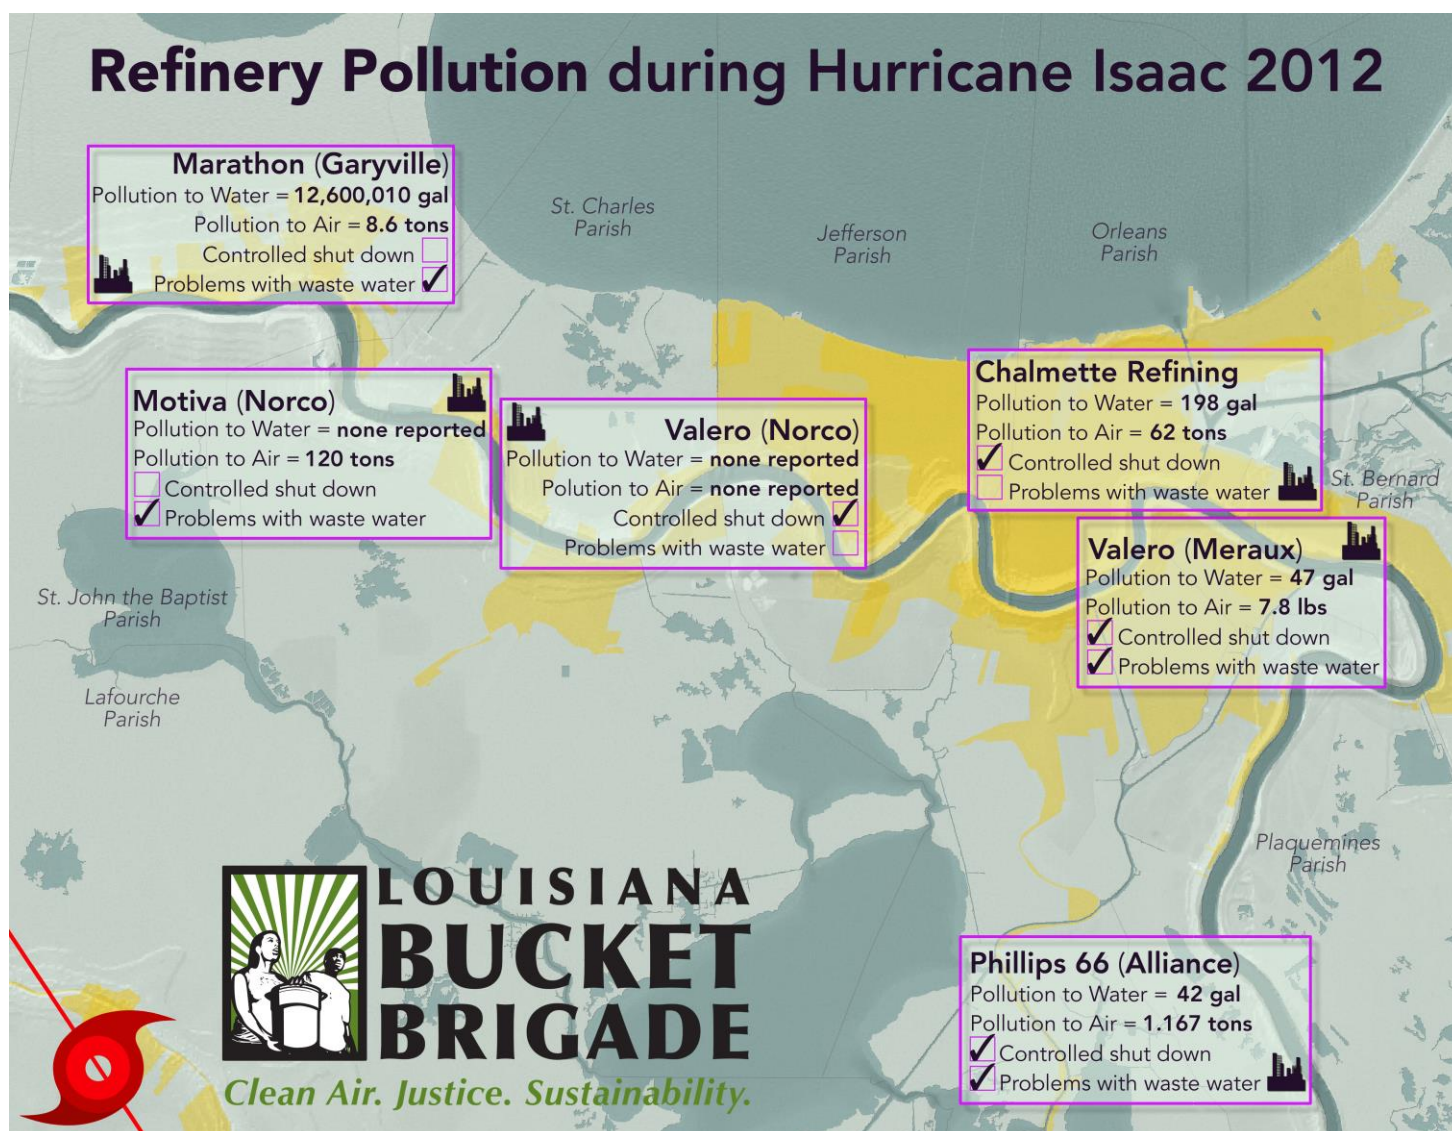 Refinery Pollution during Hurricane Isaac 2012
Marathon (Garyville)
Pollution to Water = 12,600,010 gal
Pollution to Air = 8.6 tons
Controlled shut down
Problems with waste water
St. Charles
Parish
Jefferson
Parish
Orleans
Parish
Motiva (Norco)
Pollution to Water = none reported
Pollution to Air = 120 tons
Controlled shut down
Problems with waste water
Valero (Norco)
Pollution to Water = none reported
Polution to Air = none reported
Controlled shut down
Problems with waste water
Chalmette Refining
Pollution to Water = 198 gal
Pollution to Air = 62 tons
Controlled shut down
Problems with waste water
St. Bernard
Parish
Valero (Meraux)
Pollution to Water = 47 gal
Pollution to Air = 7.8 lbs
Controlled shut down
Problems with waste water
St. John the Baptist
Parish
Lafourche
Parish
Plaquemines
Parish
LOUISIANA
BUCKET
BRIGADE
Clean Air. Justice. Sustainability.
Phillips 66 (Alliance)
Pollution to Water = 42 gal
Pollution to Air = 1.167 tons
Controlled shut down
Problems with waste water